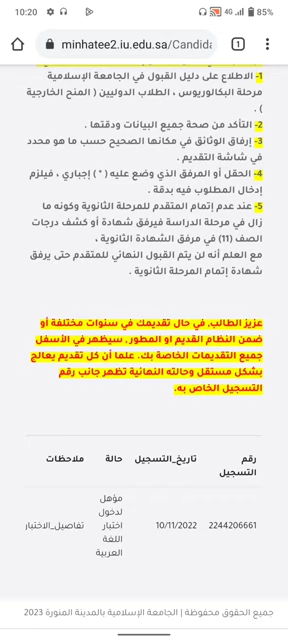 10:20
4G
85%
minhatee2.iu.edu.sa/Candida
1
1- الاطلاع على دليل القبول في الجامعة الإسلامية
مرحلة البكالوريوس ، الطلاب الدوليين ( المنح الخارجية
) .
2- التأكد من صحة جميع البيانات ودقتها .
3- إرفاق الوثائق في مكانها الصحيح حسب ما هو محدد
في شاشة التقديم .
4- الحقل أو المرفق الذي وضع عليه ( * ) إجباري ، فيلزم
إدخال المطلوب فيه بدقة .
5- عند عدم إتمام المتقدم للمرحلة الثانوية وكونه ما
زال في مرحلة الدراسة فيرفق شهادة أو كشف درجات
الصف (11) في مرفق الشهادة الثانوية ،
مع العلم أنه لن يتم القبول النهائي للمتقدم حتى يرفق
شهادة إتمام المرحلة الثانوية .
عزيز الطالب, في حال تقديمك في سنوات مختلفة أو
ضمن النظام القديم او المطور, سيظهر في الأسفل
جميع التقديمات الخاصة بك. علما أن كل تقديم يعالج
بشكل مستقل وحالته النهائية تظهر جانب رقم
التسجيل الخاص به.
رقم التسجيل تاريخ_التسجيل حالة ملاحظات
2244206661 10/11/2022 مؤهل لدخول اختبار اللغة العربية تفاصيل_الاختبار
جميع الحقوق محفوظة | الجامعة الإسلامية بالمدينة المنورة 2023